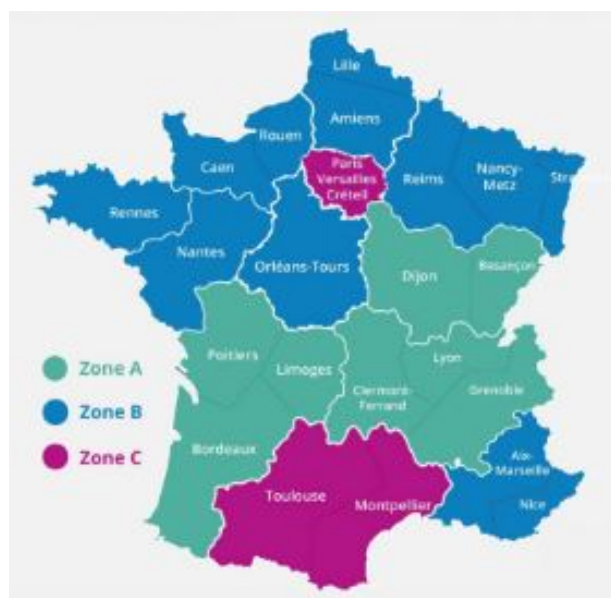 Lille
Amiens
Rouen
Caen
Paris
Versailles
Créteil
Reims
Nancy-
Metz
Stra
Rennes
Nantes
Orléans-Tours
Dijon
Besançon
Poitiers
Limoges
Clermont-
Ferrand
Lyon
Grenoble
Bordeaux
Toulouse
Montpellier
Aix-
Marseille
Nice
Zone A
Zone B
Zone C